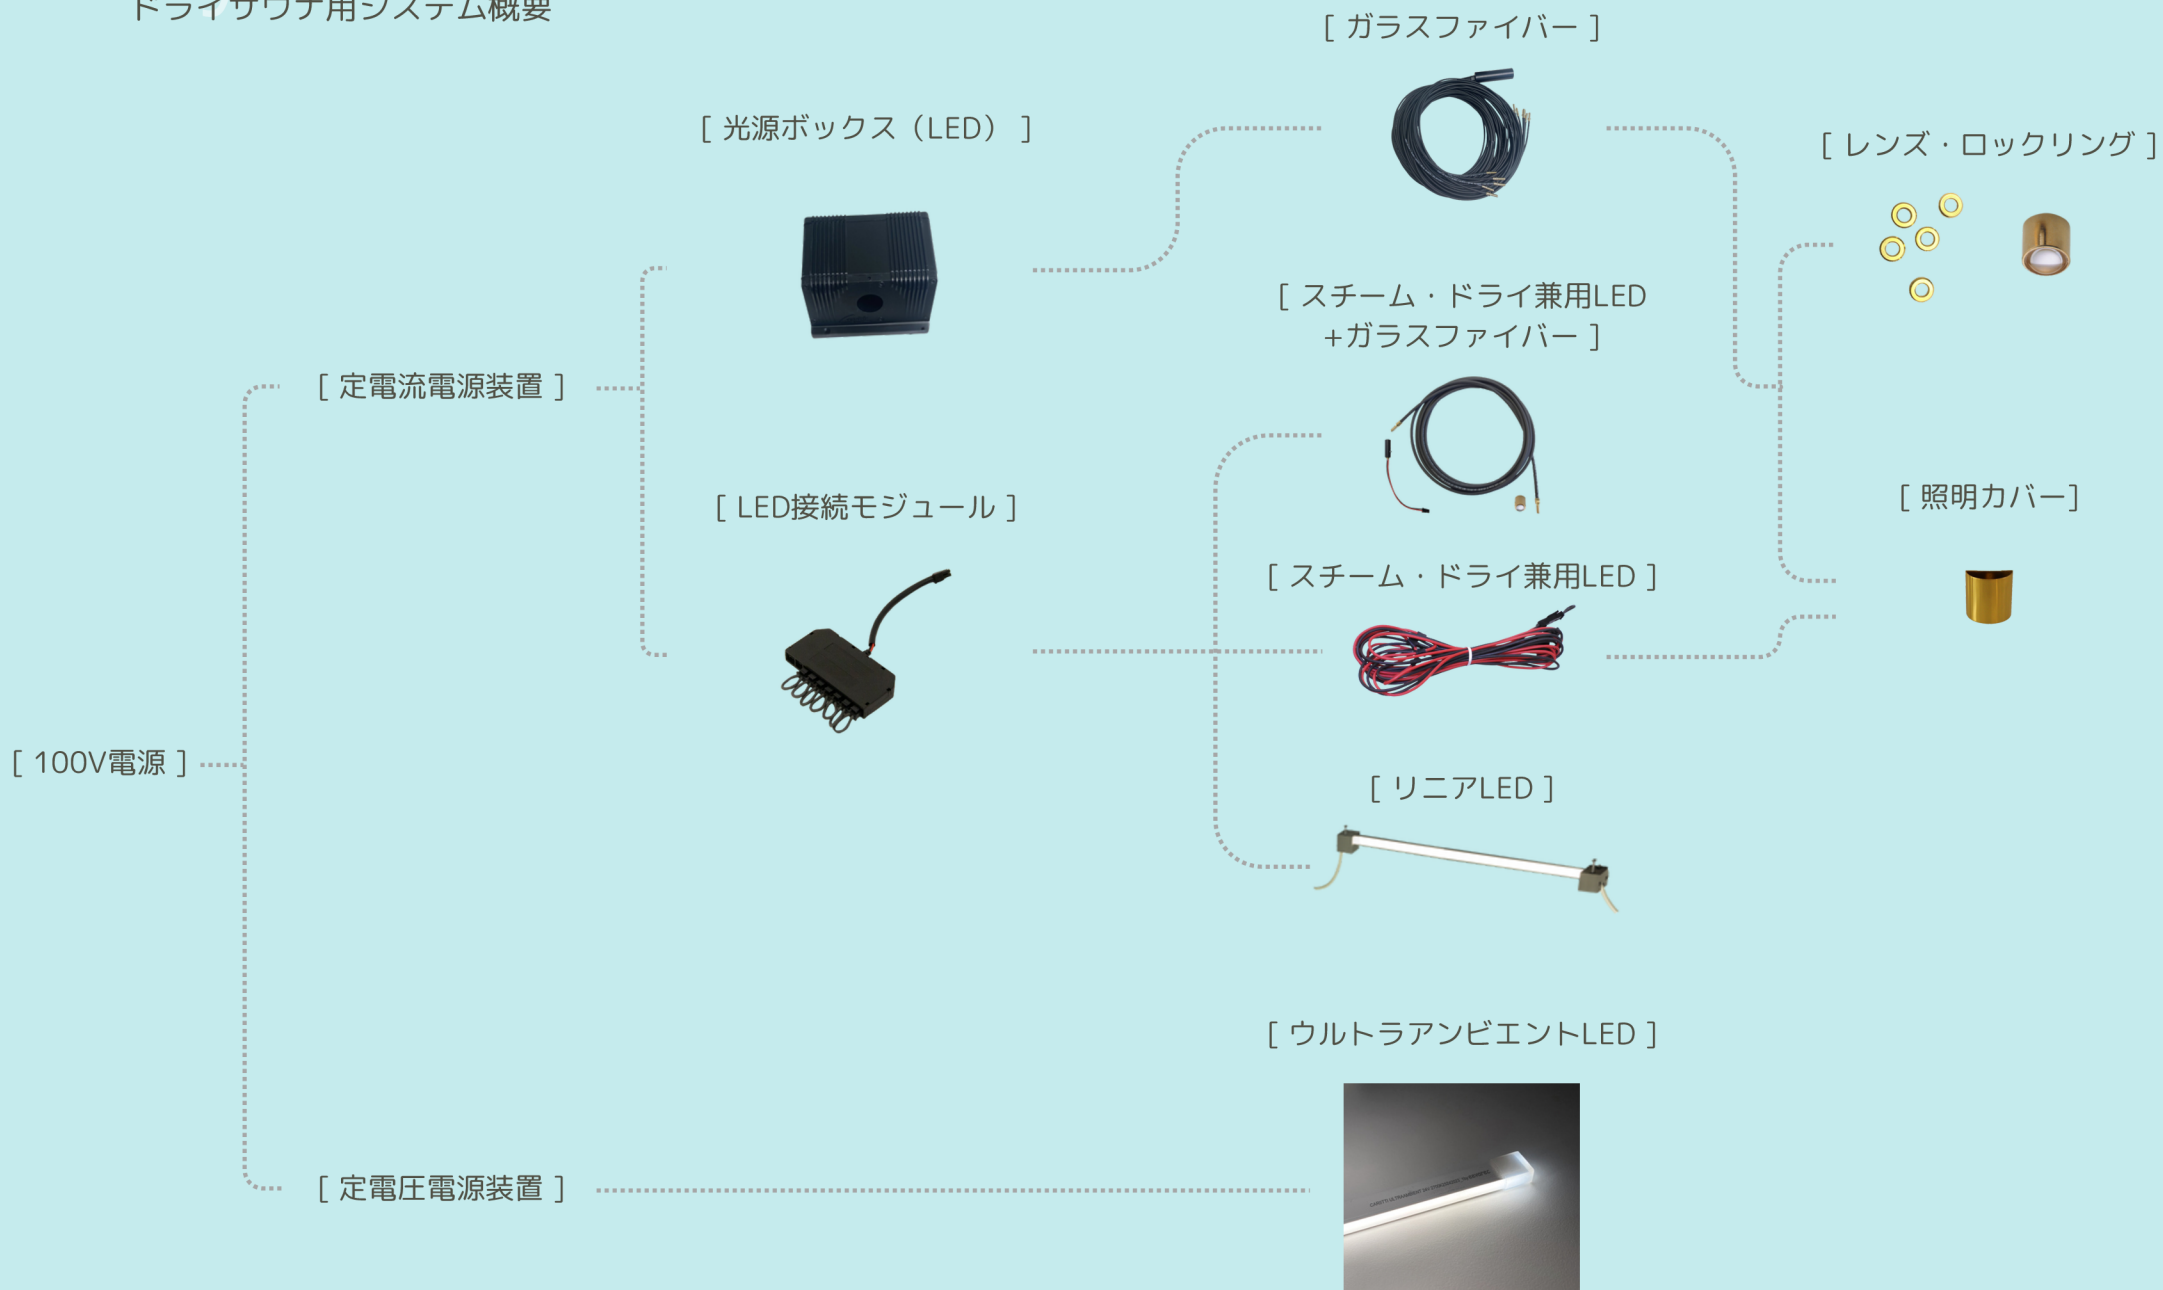 ドライサウナ用システム概要
[ ガラスファイバー ]
[ 光源ボックス（LED） ]
[ レンズ・ロックリング ]
[ スチーム・ドライ兼用LED
+ガラスファイバー ]
[ 定電流電源装置 ]
[ LED接続モジュール ]
[ 照明カバー]
[ スチーム・ドライ兼用LED ]
[ 100V電源 ]
[ リニアLED ]
[ ウルトラアンビエントLED ]
[ 定電圧電源装置 ]